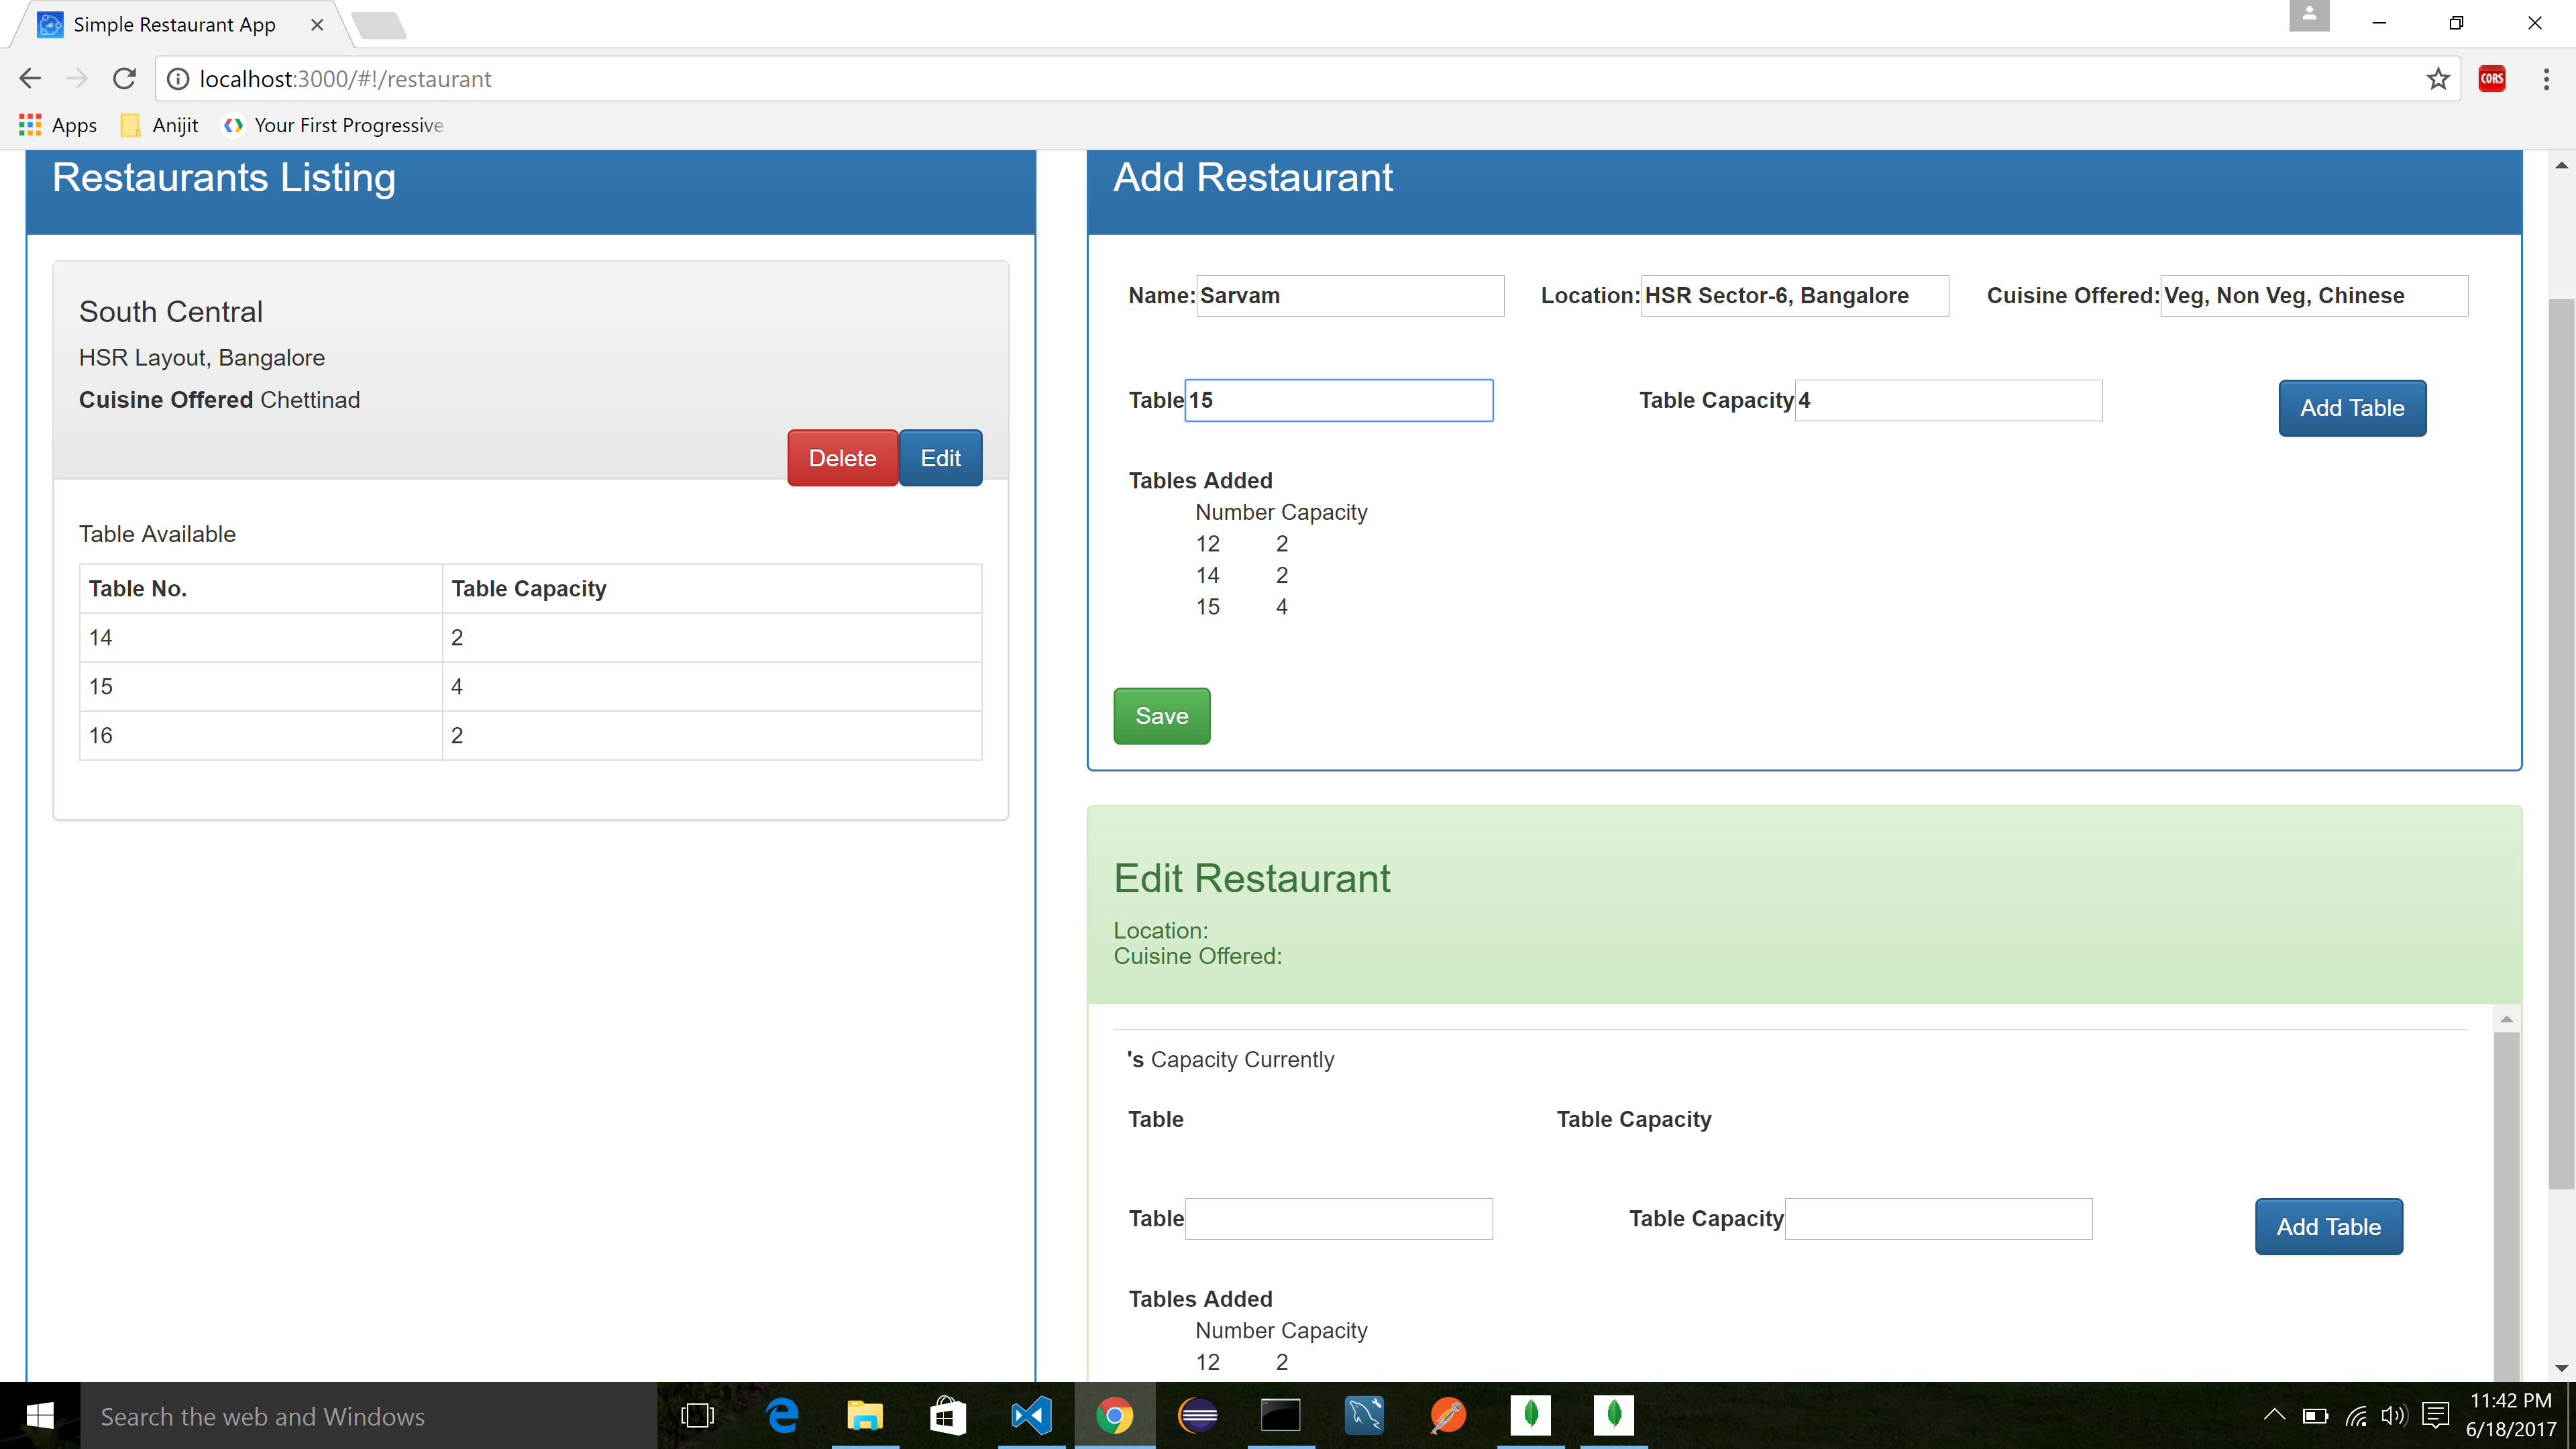 Simple Restaurant App
localhost:3000/#!/restaurant
CORS
Apps Anijit Your First Progressive
Restaurants Listing
South Central
HSR Layout, Bangalore
Cuisine Offered Chettinad
Delete Edit
Table Available
Table No. Table Capacity
14 2
15 4
16 2
Add Restaurant
Name: Sarvam Location: HSR Sector-6, Bangalore Cuisine Offered: Veg, Non Veg, Chinese
Table 15 Table Capacity 4 Add Table
Tables Added
Number Capacity
12 2
14 2
15 4
Save
Edit Restaurant
Location:
Cuisine Offered:
's Capacity Currently
Table Table Capacity
Table Table Capacity Add Table
Tables Added
Number Capacity
12 2
Search the web and Windows
11:42 PM
6/18/2017